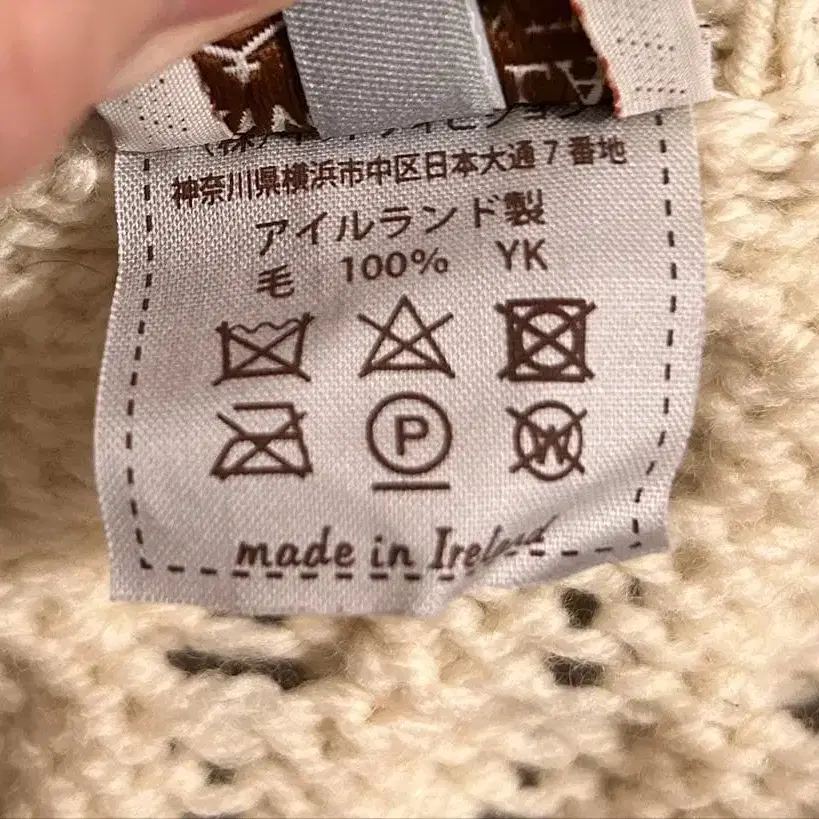 神奈川県横浜市中区日本大通7番地
アイルランド製
毛 100% YK
P
W
made in Ireland